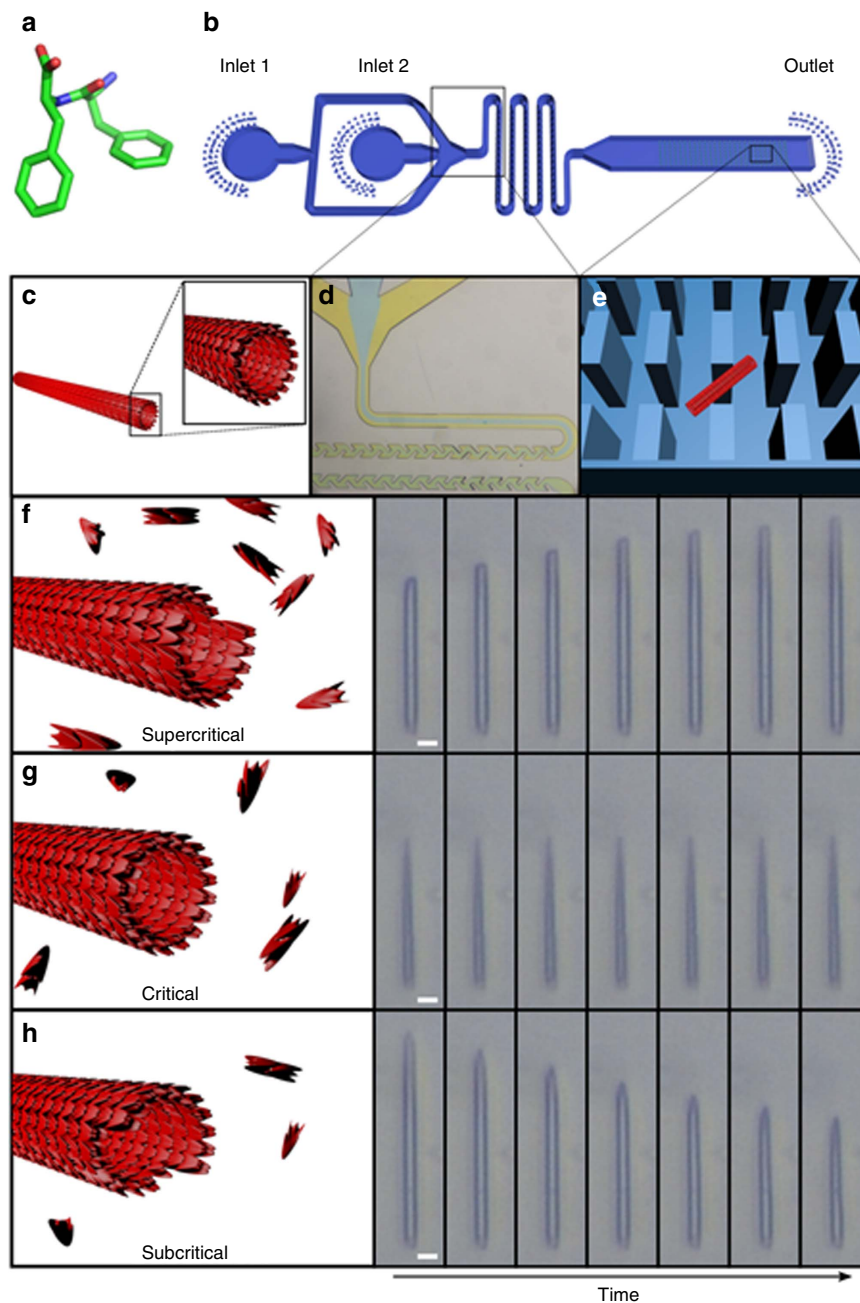 a
b
Inlet 1
Inlet 2
Outlet
c
d
e
f
Supercritical
g
Critical
h
Subcritical
Time